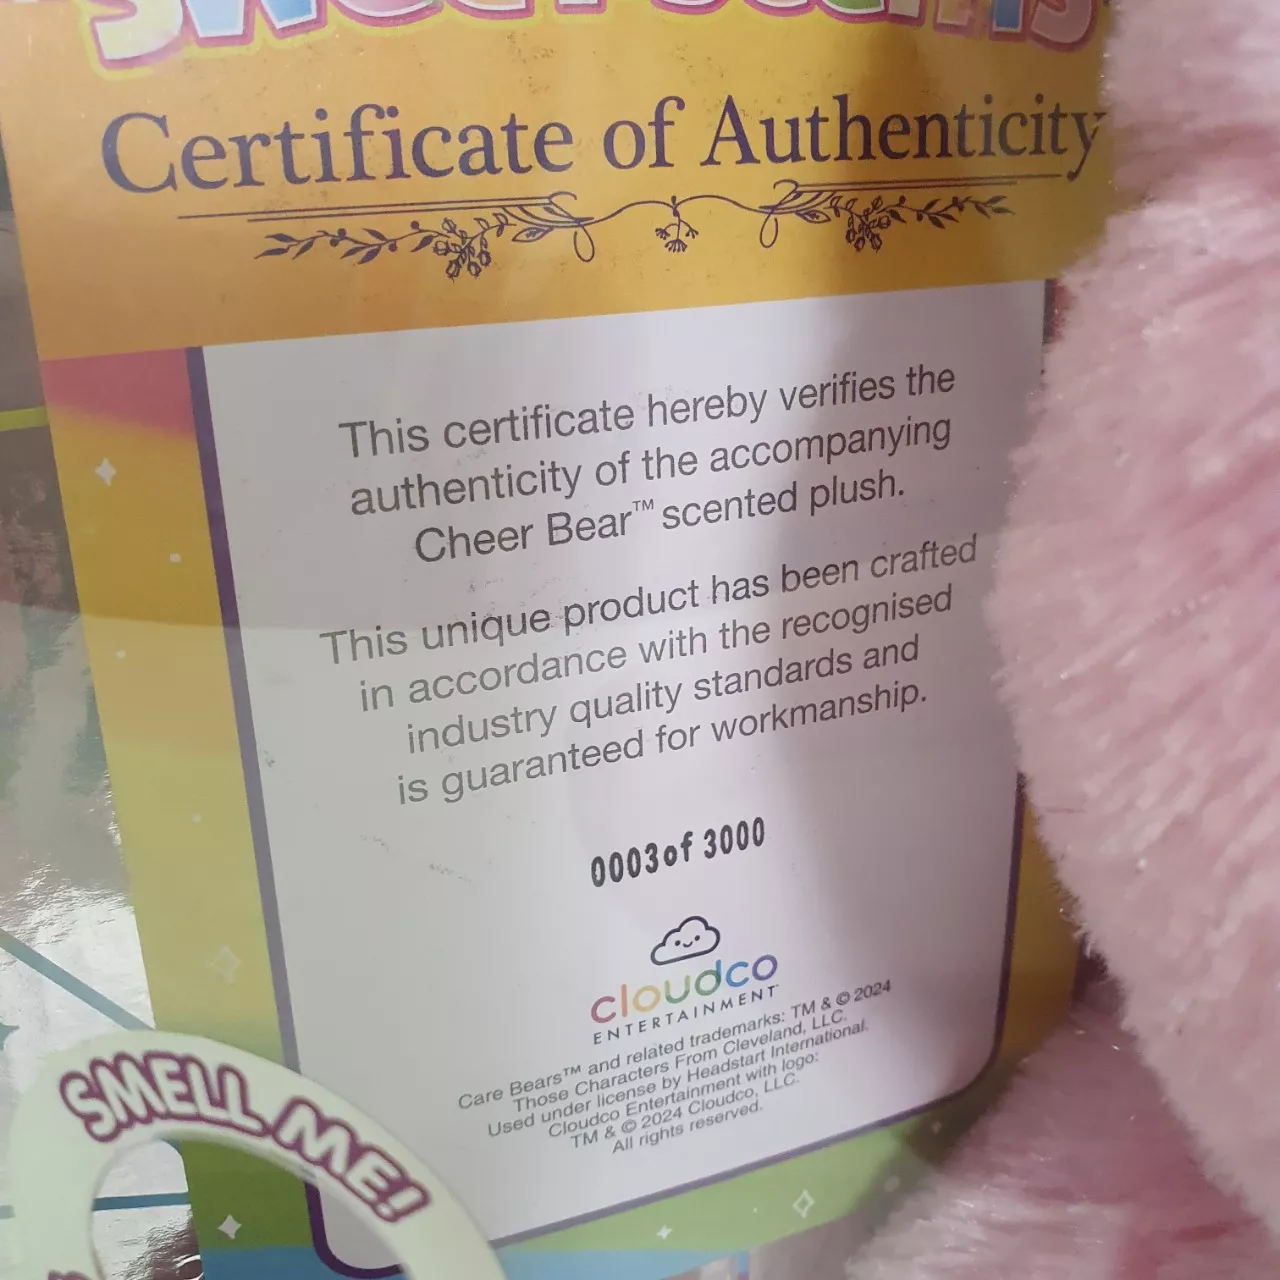 Certificate of Authenticity
This certificate hereby verifies the
authenticity of the accompanying
Cheer Bear™ scented plush.
This unique product has been crafted
in accordance with the recognised
industry quality standards and
is guaranteed for workmanship.
0003 of 3000
cloudco
ENTERTAINMENT
Care Bears™ and related trademarks: TM & © 2024
Those Characters From Cleveland, LLC.
Used under license by Headstart International.
Cloudco Entertainment with logo:
TM & © 2024 Cloudco, LLC.
All rights reserved.
SMELL ME!